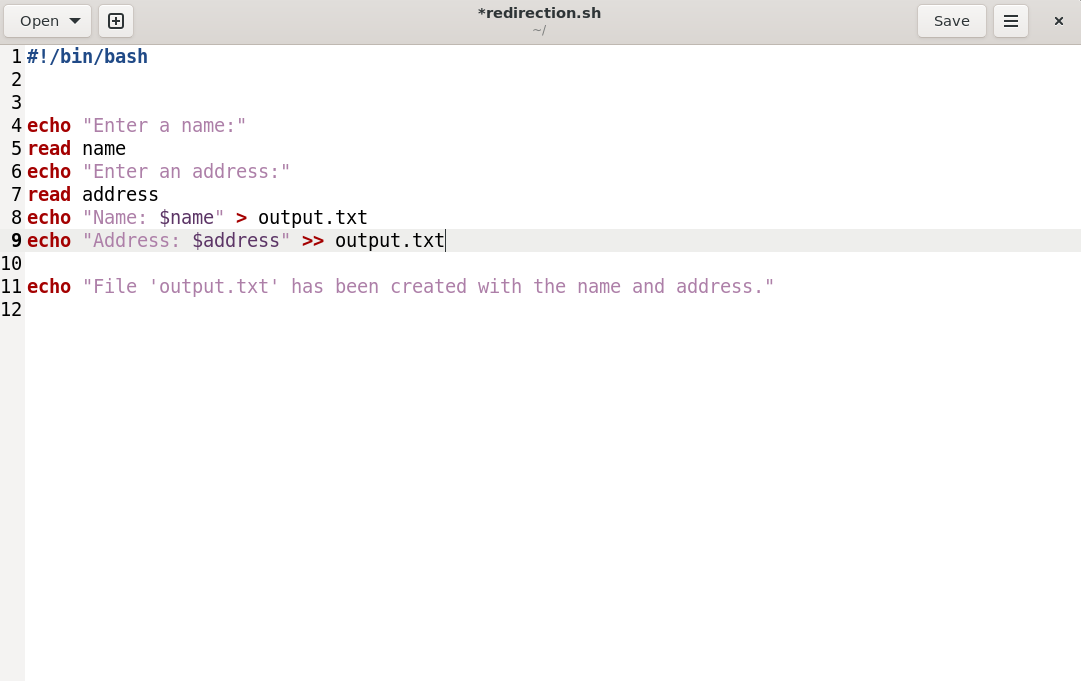 Open
*redirection.sh
~/
Save
1 #!/bin/bash
2
3
4 echo "Enter a name:"
5 read name
6 echo "Enter an address:"
7 read address
8 echo "Name: $name" > output.txt
9 echo "Address: $address" >> output.txt
10
11 echo "File 'output.txt' has been created with the name and address."
12